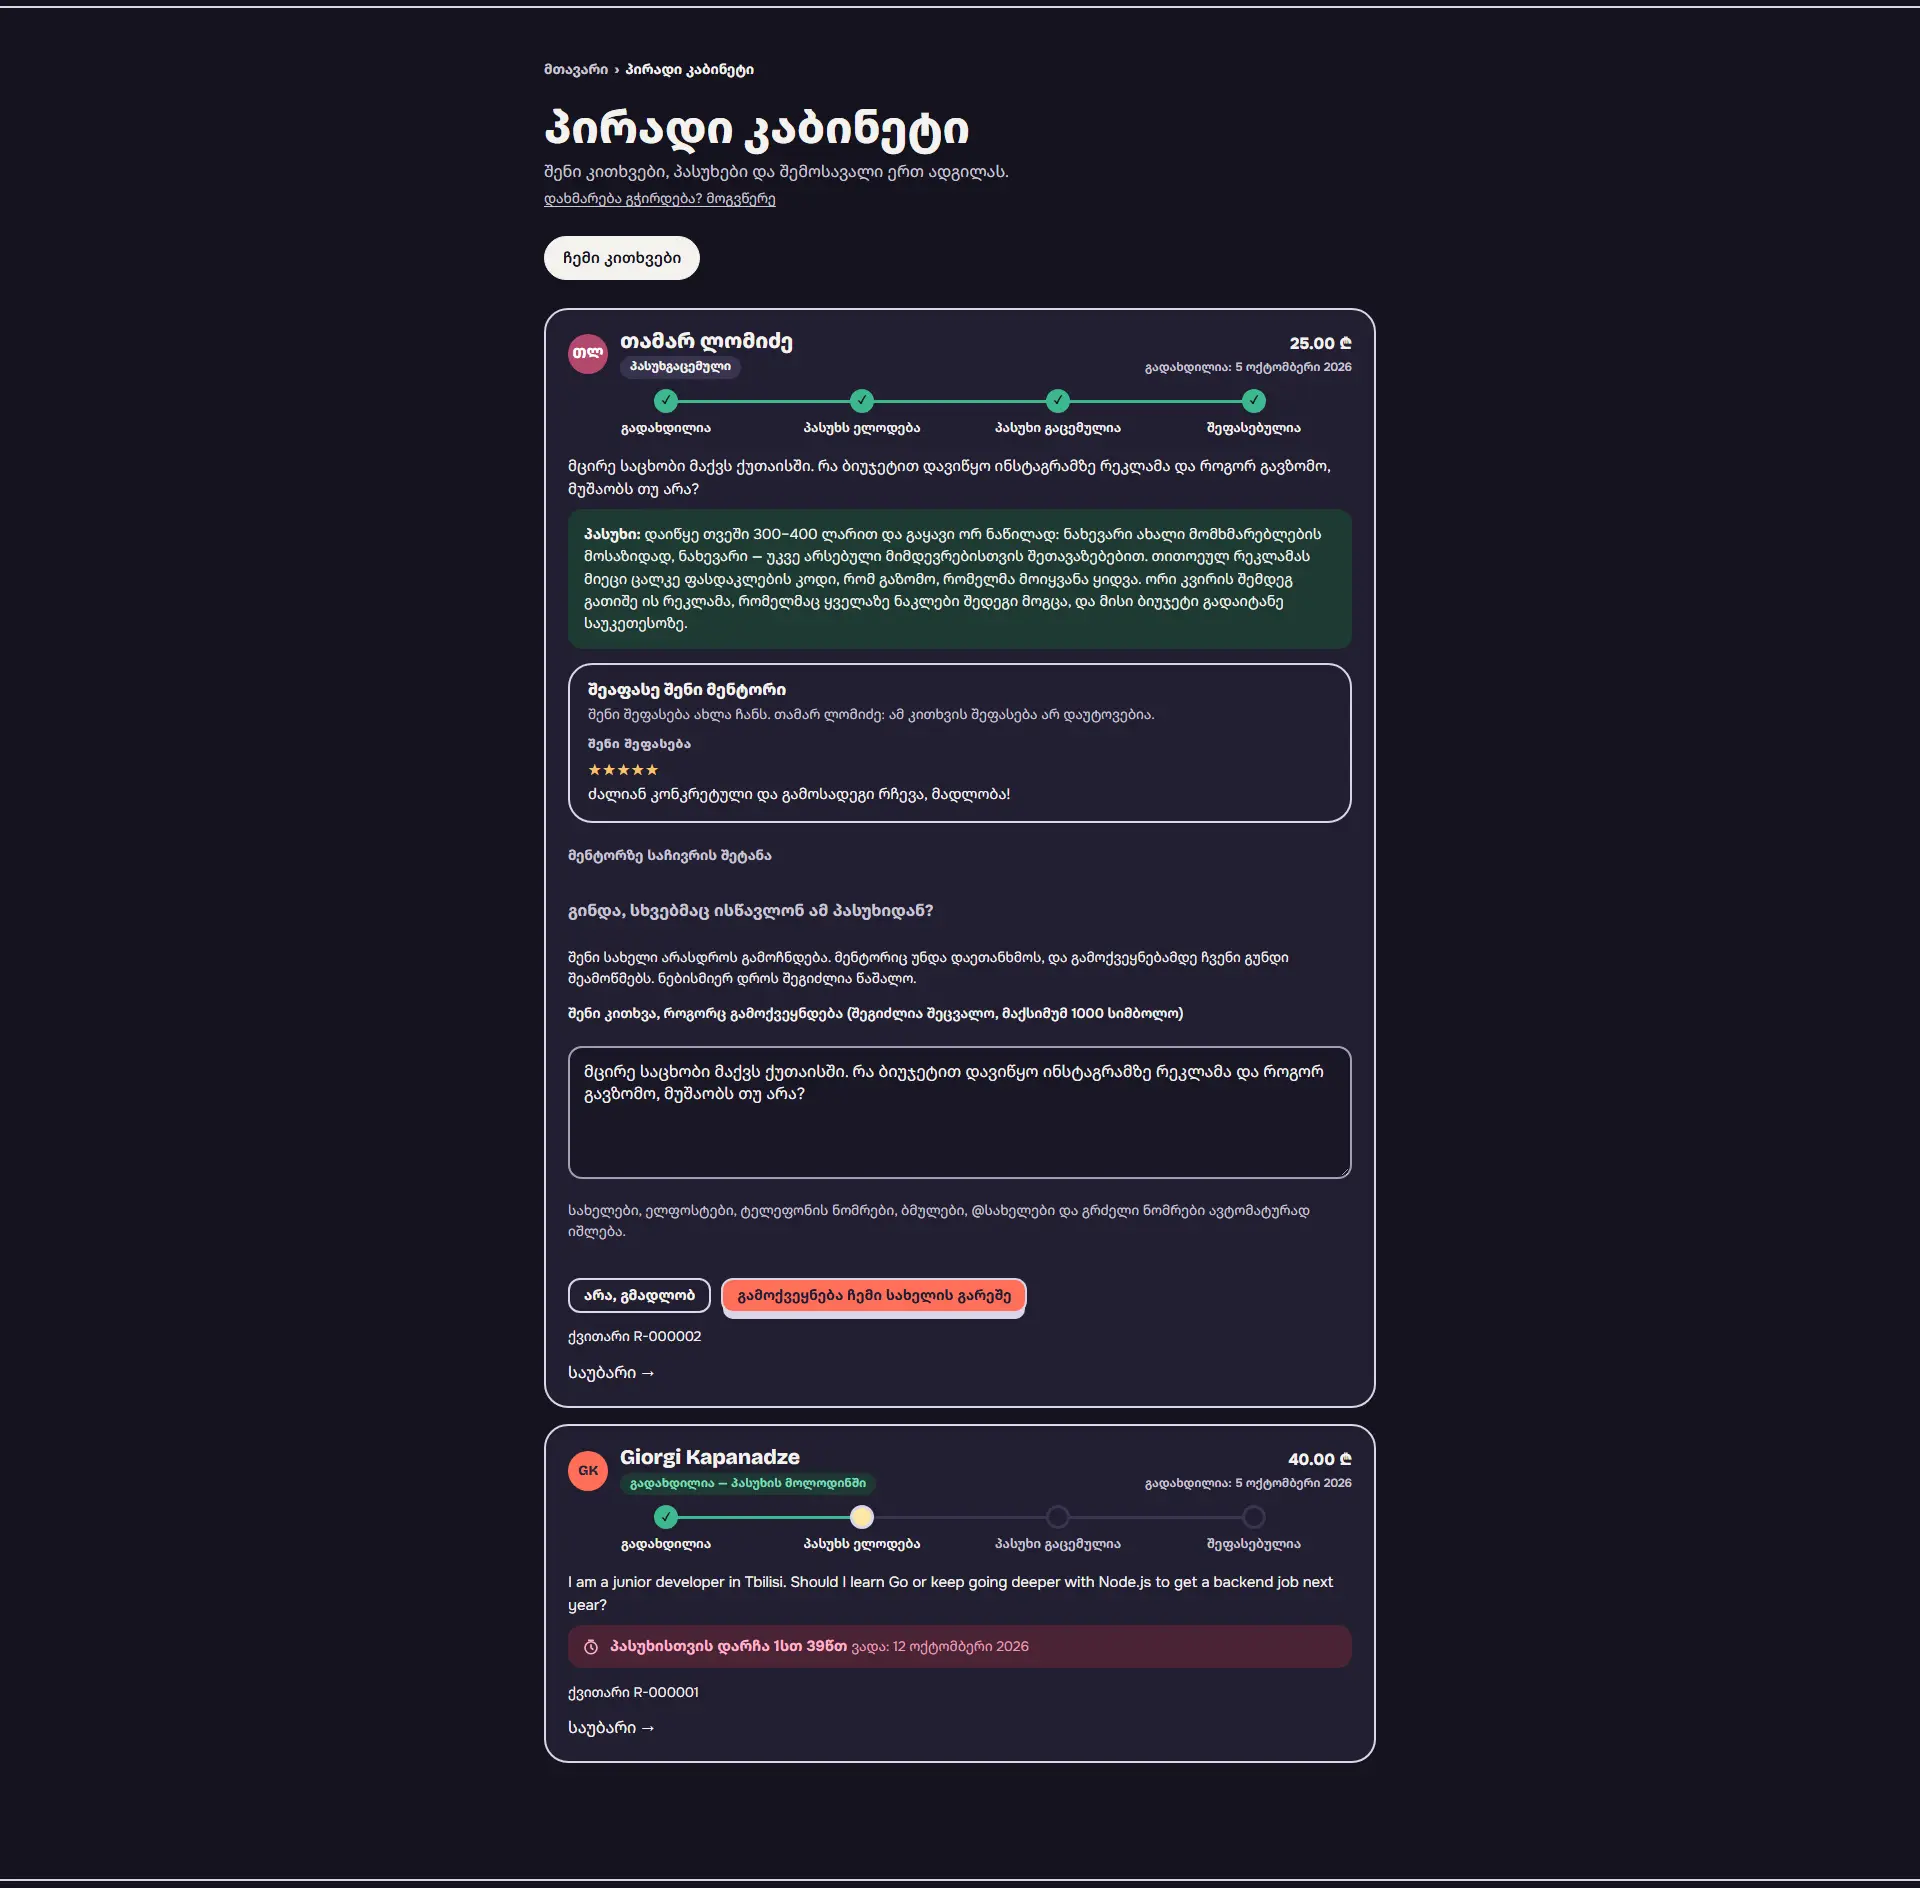 მთავარი › პირადი კაბინეტი
პირადი კაბინეტი
შენი კითხვები, პასუხები და შემოსავალი ერთ ადგილას.
დახმარება გჭირდება? მოგვწერე
ჩემი კითხვები
თლ
თამარ ლომიძე
პასუხგაცემული
25.00 ₾
გადახდილია: 5 ოქტომბერი 2026
გადახდილია
პასუხს ელოდება
პასუხი გაცემულია
შეფასებულია
მცირე საცხობი მაქვს ქუთაისში. რა ბიუჯეტით დავიწყო ინსტაგრამზე რეკლამა და როგორ გავზომო,
მუშაობს თუ არა?
პასუხი: დაიწყე თვეში 300–400 ლარით და გაყავი ორ ნაწილად: ნახევარი ახალი მომხმარებლების
მოსაზიდად, ნახევარი — უკვე არსებული მიმდევრებისთვის შეთავაზებებით. თითოეულ რეკლამას
მიეცი ცალკე ფასდაკლების კოდი, რომ გაზომო, რომელმა მოიყვანა ყიდვა. ორი კვირის შემდეგ
გათიშე ის რეკლამა, რომელმაც ყველაზე ნაკლები შედეგი მოგცა, და მისი ბიუჯეტი გადაიტანე
საუკეთესოზე.
შეაფასე შენი მენტორი
შენი შეფასება ახლა ჩანს. თამარ ლომიძე: ამ კითხვის შეფასება არ დაუტოვებია.
შენი შეფასება
★★★★★
ძალიან კონკრეტული და გამოსადეგი რჩევა, მადლობა!
მენტორზე საჩივრის შეტანა
გინდა, სხვებმაც ისწავლონ ამ პასუხიდან?
შენი სახელი არასდროს გამოჩნდება. მენტორიც უნდა დაეთანხმოს, და გამოქვეყნებამდე ჩვენი გუნდი
შეამოწმებს. ნებისმიერ დროს შეგიძლია წაშალო.
შენი კითხვა, როგორც გამოქვეყნდება (შეგიძლია შეცვალო, მაქსიმუმ 1000 სიმბოლო)
მცირე საცხობი მაქვს ქუთაისში. რა ბიუჯეტით დავიწყო ინსტაგრამზე რეკლამა და როგორ
გავზომო, მუშაობს თუ არა?
სახელები, ელფოსტები, ტელეფონის ნომრები, ბმულები, @სახელები და გრძელი ნომრები ავტომატურად
იშლება.
არა, გმადლობ
გამოქვეყნება ჩემი სახელის გარეშე
ქვითარი R-000002
საუბარი →
GK
Giorgi Kapanadze
გადახდილია — პასუხის მოლოდინში
40.00 ₾
გადახდილია: 5 ოქტომბერი 2026
გადახდილია
პასუხს ელოდება
პასუხი გაცემულია
შეფასებულია
I am a junior developer in Tbilisi. Should I learn Go or keep going deeper with Node.js to get a backend job next
year?
პასუხისთვის დარჩა 1სთ 39წთ ვადა: 12 ოქტომბერი 2026
ქვითარი R-000001
საუბარი →